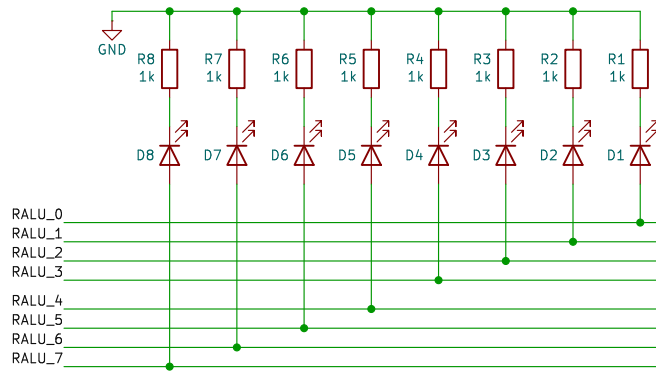 GND
R8 R7 R6 R5 R4 R3 R2 R1
1k 1k 1k 1k 1k 1k 1k 1k
D8 D7 D6 D5 D4 D3 D2 D1
RALU_0
RALU_1
RALU_2
RALU_3
RALU_4
RALU_5
RALU_6
RALU_7